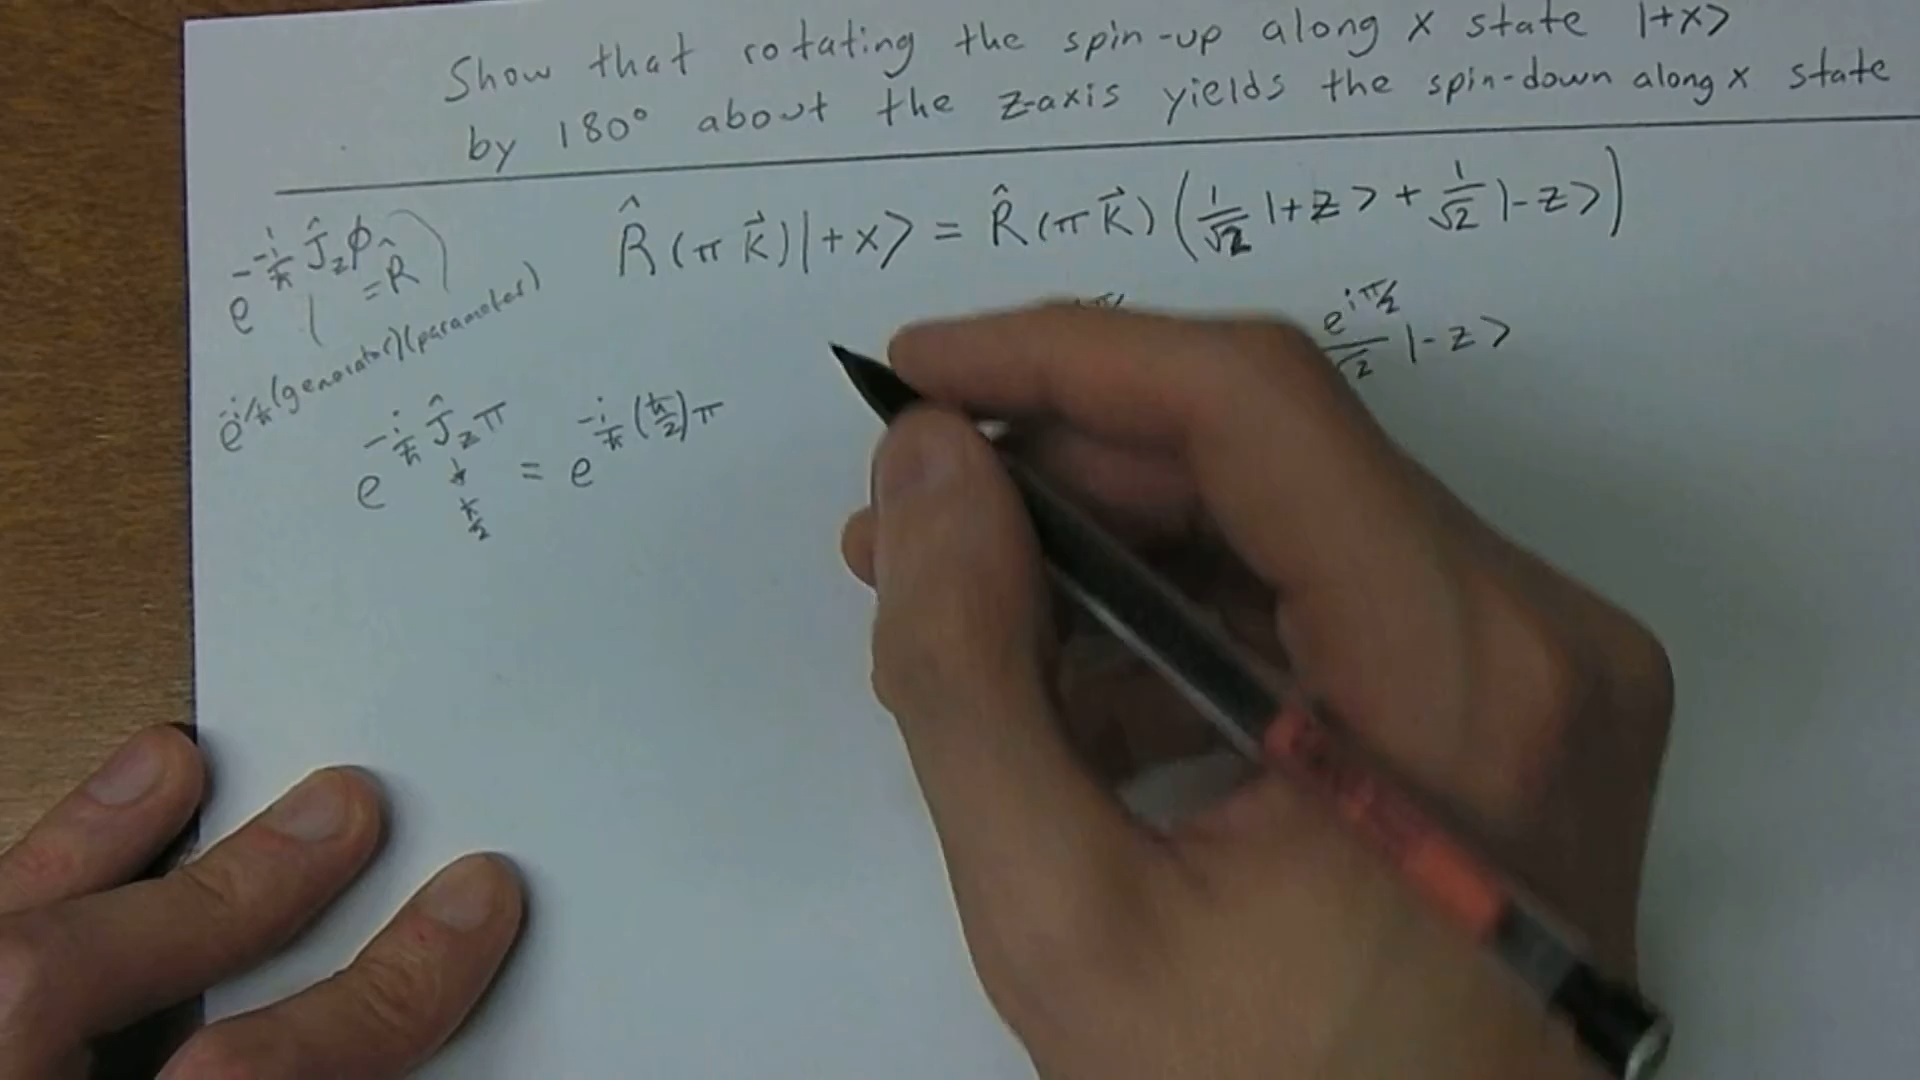 Show that rotating the spin-up along x state |+x>
by 180° about the z-axis yields the spin-down along x state
R̂(πk⃗)|+x> = R̂(πk⃗)(1/√2 |+z> + 1/√2 |-z>)
e^{-i/ħ Ĵ_z φ} = R̂
e^{-i/ħ (generator)(parameter)}
e^{iπ/2}/√2 |-z>
e^{-i/ħ Ĵ_z π} = e^{-i/ħ (ħ/2)π}
↓
ħ/2